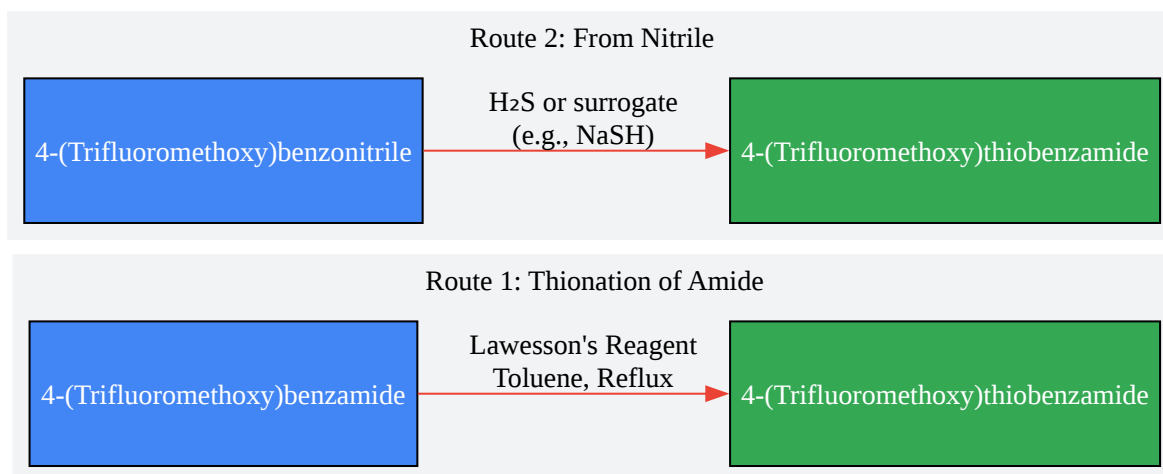 Route 2: From Nitrile
H₂S or surrogate
(e.g., NaSH)
4-(Trifluoromethoxy)benzonitrile
4-(Trifluoromethoxy)thiobenzamide
Route 1: Thionation of Amide
Lawesson's Reagent
Toluene, Reflux
4-(Trifluoromethoxy)benzamide
4-(Trifluoromethoxy)thiobenzamide